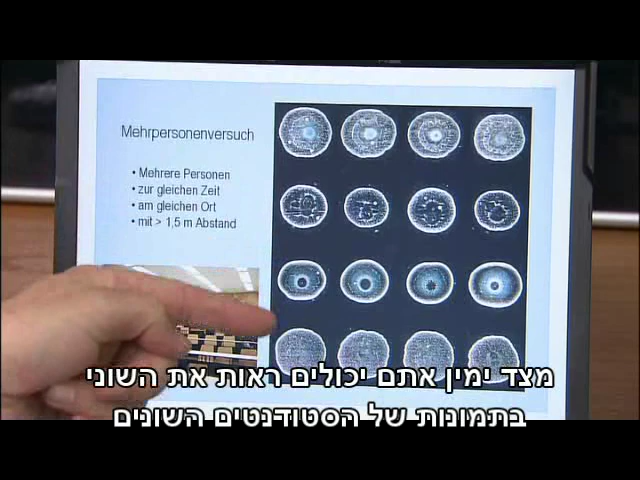 Mehrpersonenversuch
• Mehrere Personen
• zur gleichen Zeit
• am gleichen Ort
• mit > 1,5 m Abstand
מצד ימין אתם יכולים ראות את השוני
בתמונות של הסטודנטים השונים